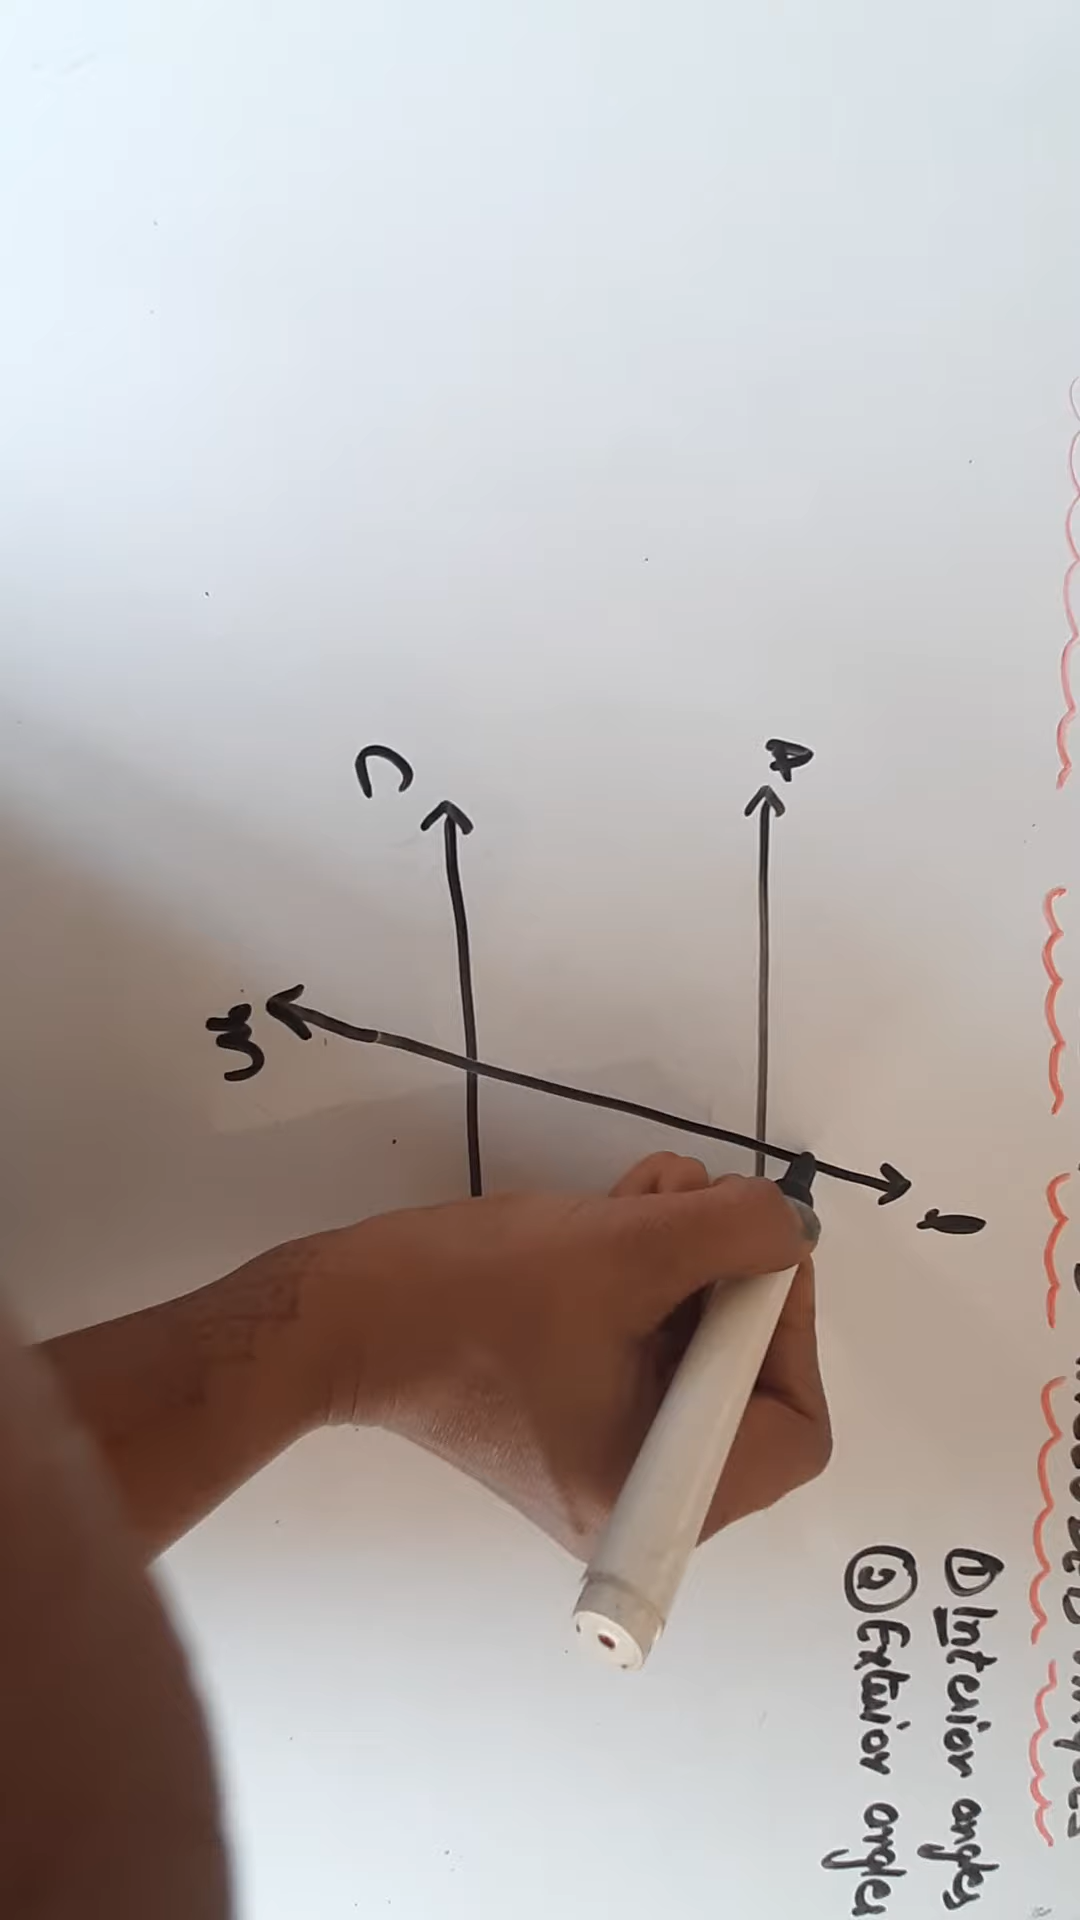 ① Interior angles
② Exterior angles
l
A
C
m